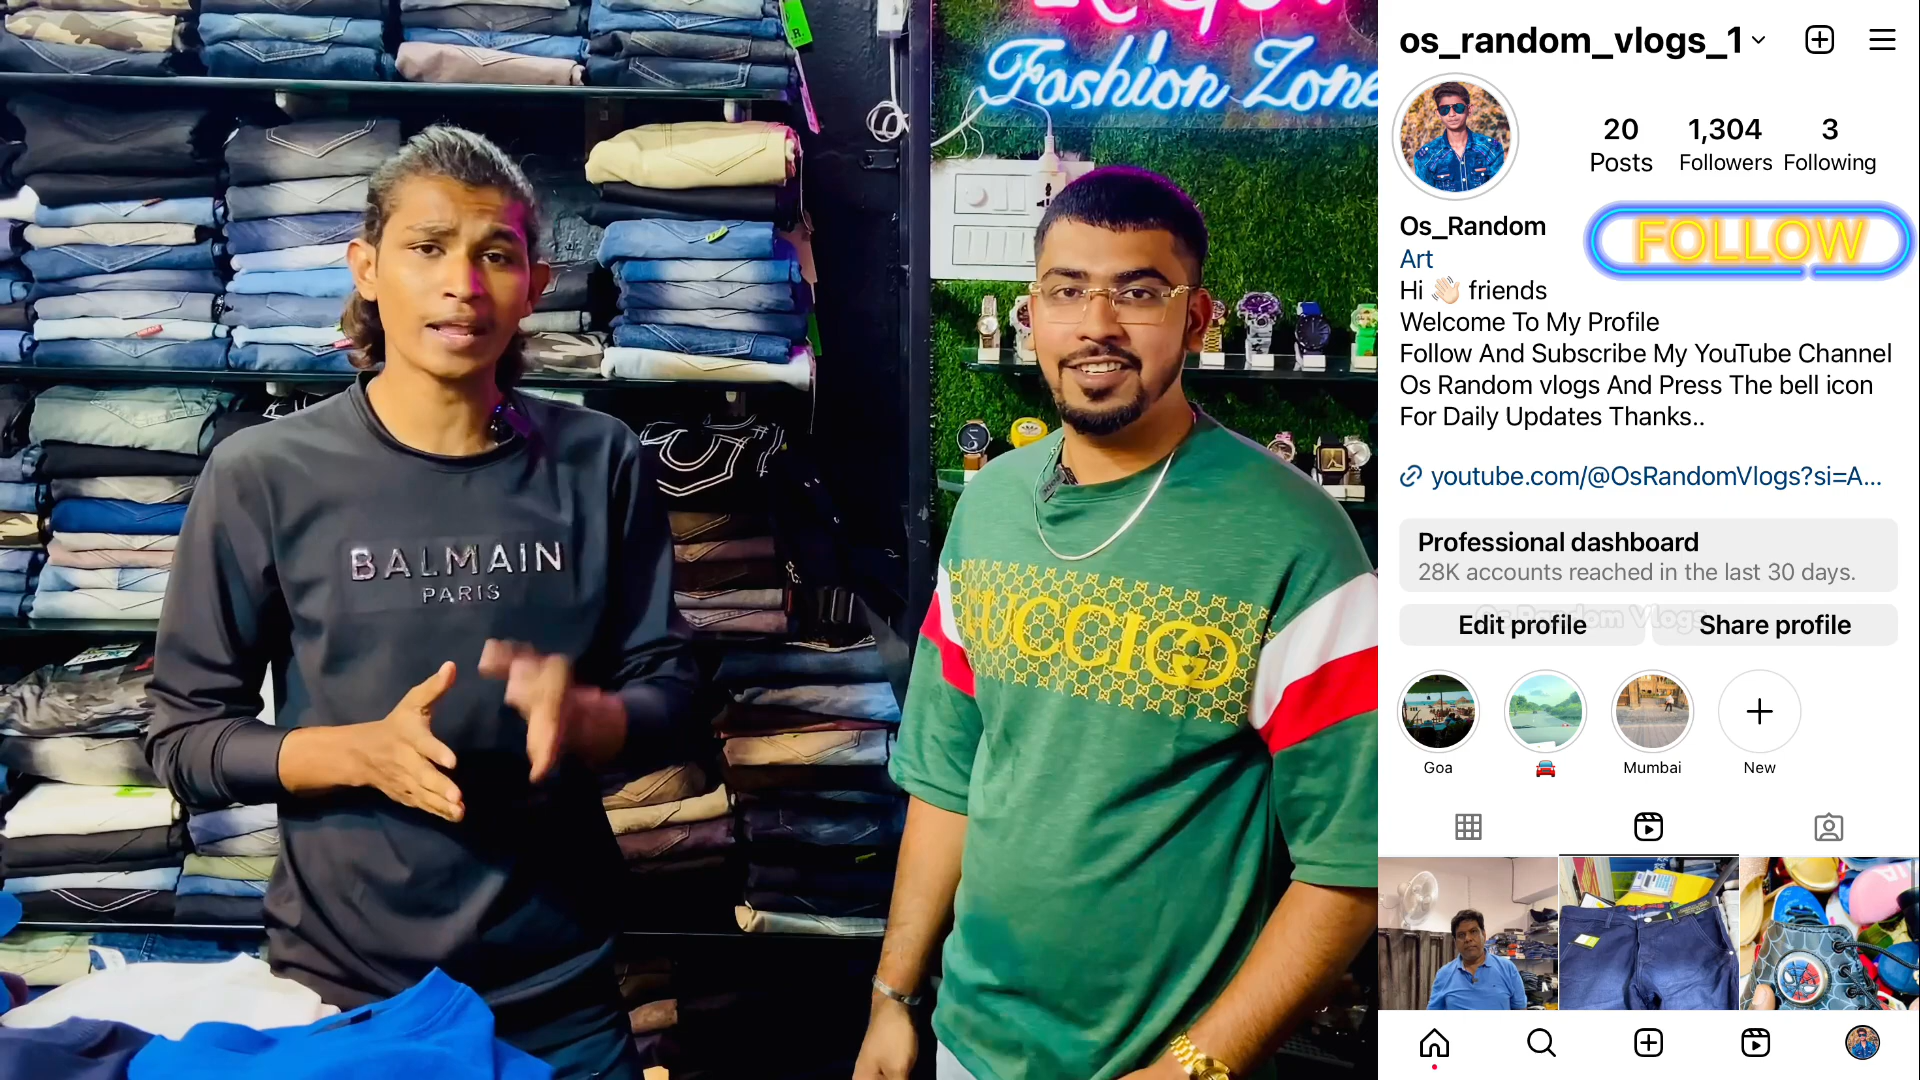 Fashion Zone
BALMAIN
PARIS
GUCCI
os_random_vlogs_1
20
Posts
1,304
Followers
3
Following
Os_Random
FOLLOW
Art
Hi 👋🏻 friends
Welcome To My Profile
Follow And Subscribe My YouTube Channel
Os Random vlogs And Press The bell icon
For Daily Updates Thanks..
youtube.com/@OsRandomVlogs?si=A...
Professional dashboard
28K accounts reached in the last 30 days.
Os Random Vlogs
Edit profile
Share profile
Goa
🚘
Mumbai
New